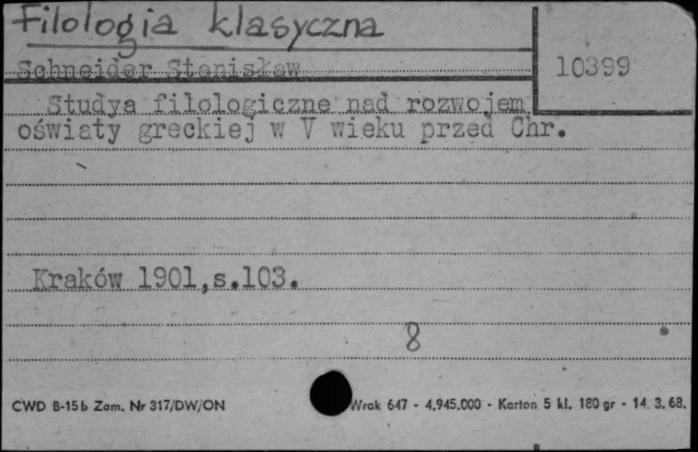 Filologia klasyczna
Schneider Stanisław
10399
Studya filologiczne nad rozwojem
oświaty greckiej w V wieku przed Chr.
Kraków 1901,s.103.
8
CWD B-15b Zam. Nr 317/DW/ON
Wrak 647 - 4.945.000 - Karton 5 kl. 180 gr - 14. 3. 68.